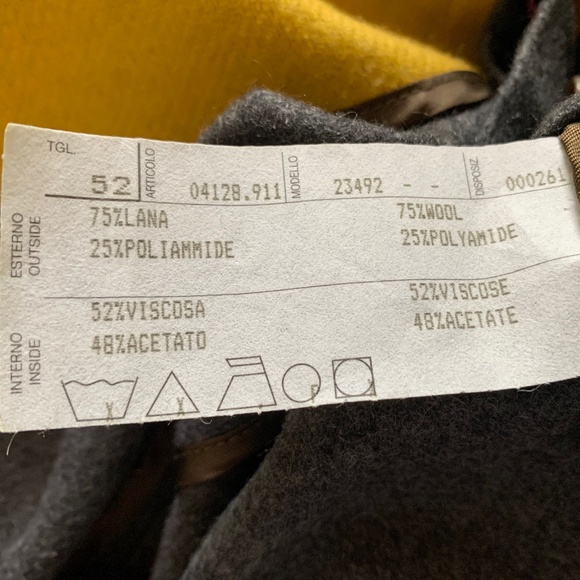 TGL. 52 ARTICOLO 04128.911 MODELLO 23492 - - DISPOSIZ 000261
ESTERNO
OUTSIDE
75%LANA 75%WOOL
25%POLIAMMIDE 25%POLYAMIDE
INTERNO
INSIDE
52%VISCOSA 52%VISCOSE
48%ACETATO 48%ACETATE
X X P